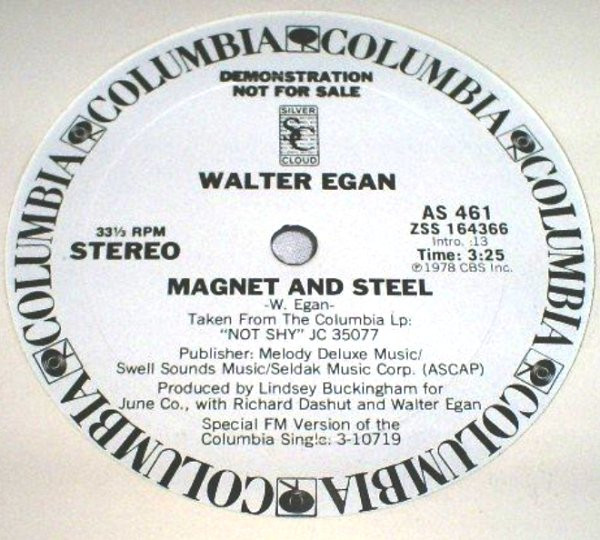 COLUMBIA COLUMBIA COLUMBIA COLUMBIA COLUMBIA COLUMBIA COLUMBIA COLUMBIA
DEMONSTRATION
NOT FOR SALE
SILVER
SC
CLOUD
WALTER EGAN
33⅓ RPM
STEREO
AS 461
ZSS 164366
Intro. :13
Time: 3:25
℗1978 CBS Inc.
MAGNET AND STEEL
-W. Egan-
Taken From The Columbia Lp:
"NOT SHY" JC 35077
Publisher: Melody Deluxe Music/
Swell Sounds Music/Seldak Music Corp. (ASCAP)
Produced by Lindsey Buckingham for
June Co., with Richard Dashut and Walter Egan
Special FM Version of the
Columbia Single: 3-10719